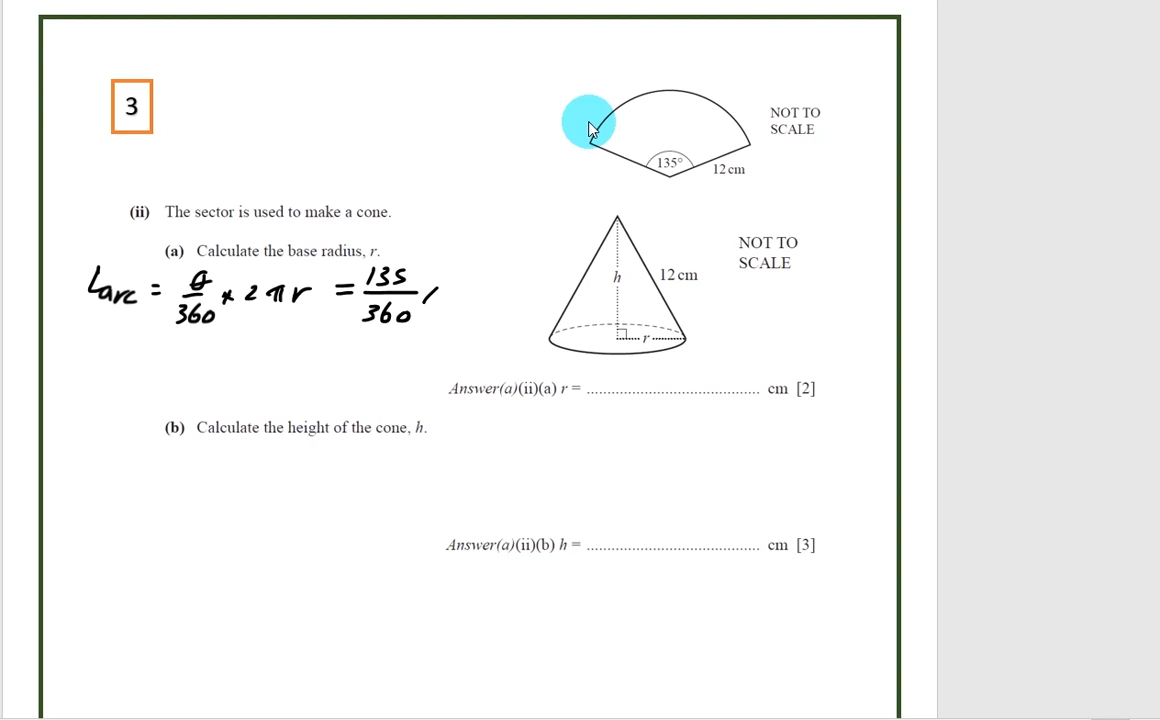 3
135°
12 cm
NOT TO
SCALE
(ii) The sector is used to make a cone.
(a) Calculate the base radius, r.
h
12 cm
r
NOT TO
SCALE
Larc = θ/360 × 2πr = 135/360
Answer(a)(ii)(a) r = .......................................... cm [2]
(b) Calculate the height of the cone, h.
Answer(a)(ii)(b) h = .......................................... cm [3]